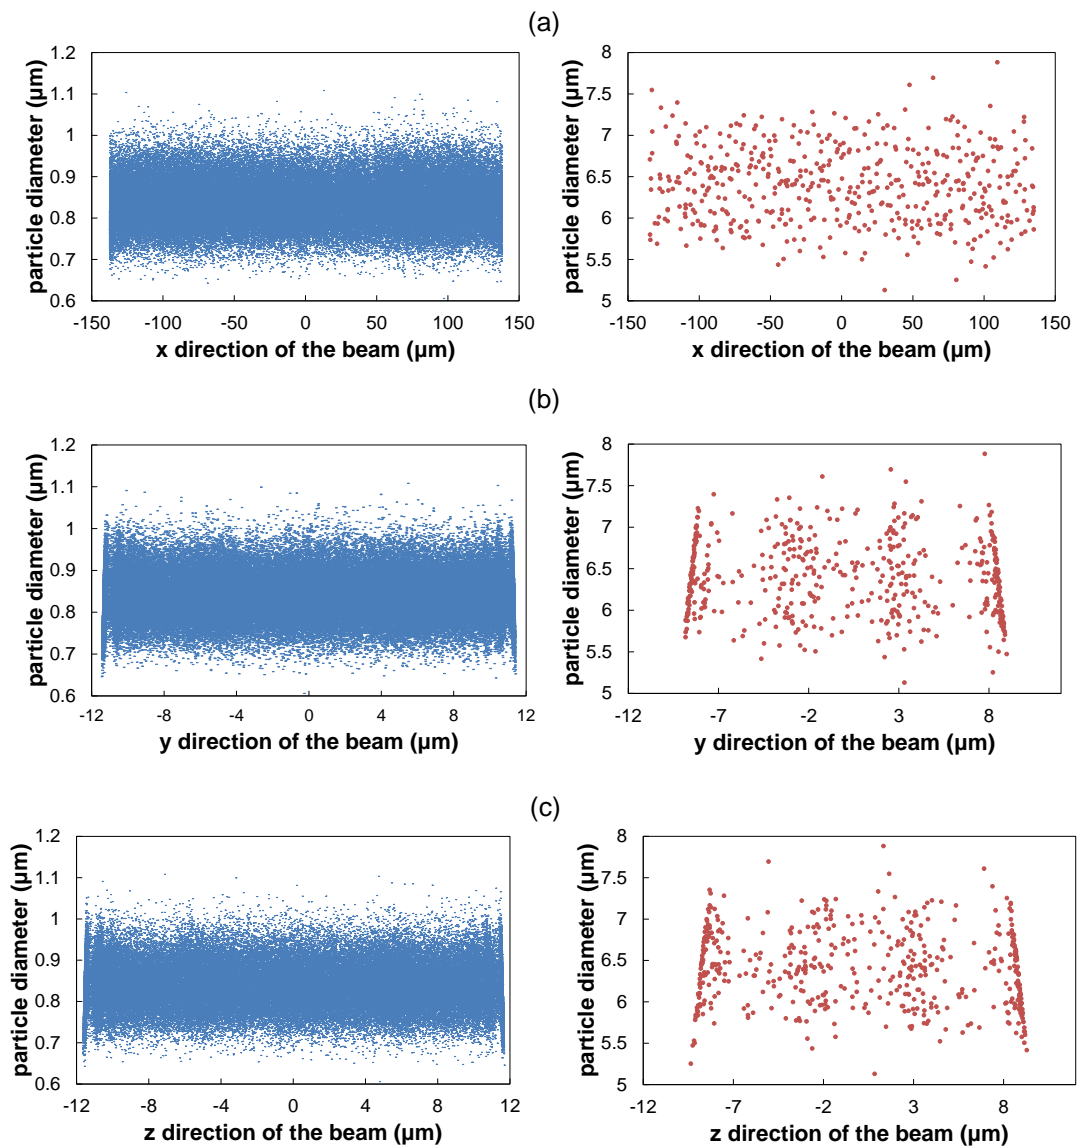 (a)
particle diameter (µm)
1.2
1.1
1
0.9
0.8
0.7
0.6
-150 -100 -50 0 50 100 150
x direction of the beam (µm)
particle diameter (µm)
8
7.5
7
6.5
6
5.5
5
-150 -100 -50 0 50 100 150
x direction of the beam (µm)
(b)
particle diameter (µm)
1.2
1.1
1
0.9
0.8
0.7
0.6
-12 -8 -4 0 4 8 12
y direction of the beam (µm)
particle diameter (µm)
8
7.5
7
6.5
6
5.5
5
-12 -7 -2 3 8
y direction of the beam (µm)
(c)
particle diameter (µm)
1.2
1.1
1
0.9
0.8
0.7
0.6
-12 -8 -4 0 4 8 12
z direction of the beam (µm)
particle diameter (µm)
8
7.5
7
6.5
6
5.5
5
-12 -7 -2 3 8
z direction of the beam (µm)